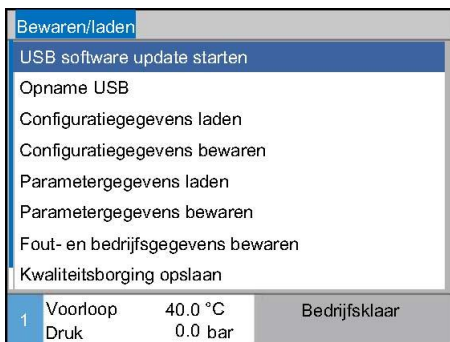 Bewaren/laden
USB software update starten
Opname USB
Configuratiegegevens laden
Configuratiegegevens bewaren
Parametergegevens laden
Parametergegevens bewaren
Fout- en bedrijfsgegevens bewaren
Kwaliteitsborging opslaan
1 Voorloop 40.0 °C Bedrijfsklaar
Druk 0.0 bar